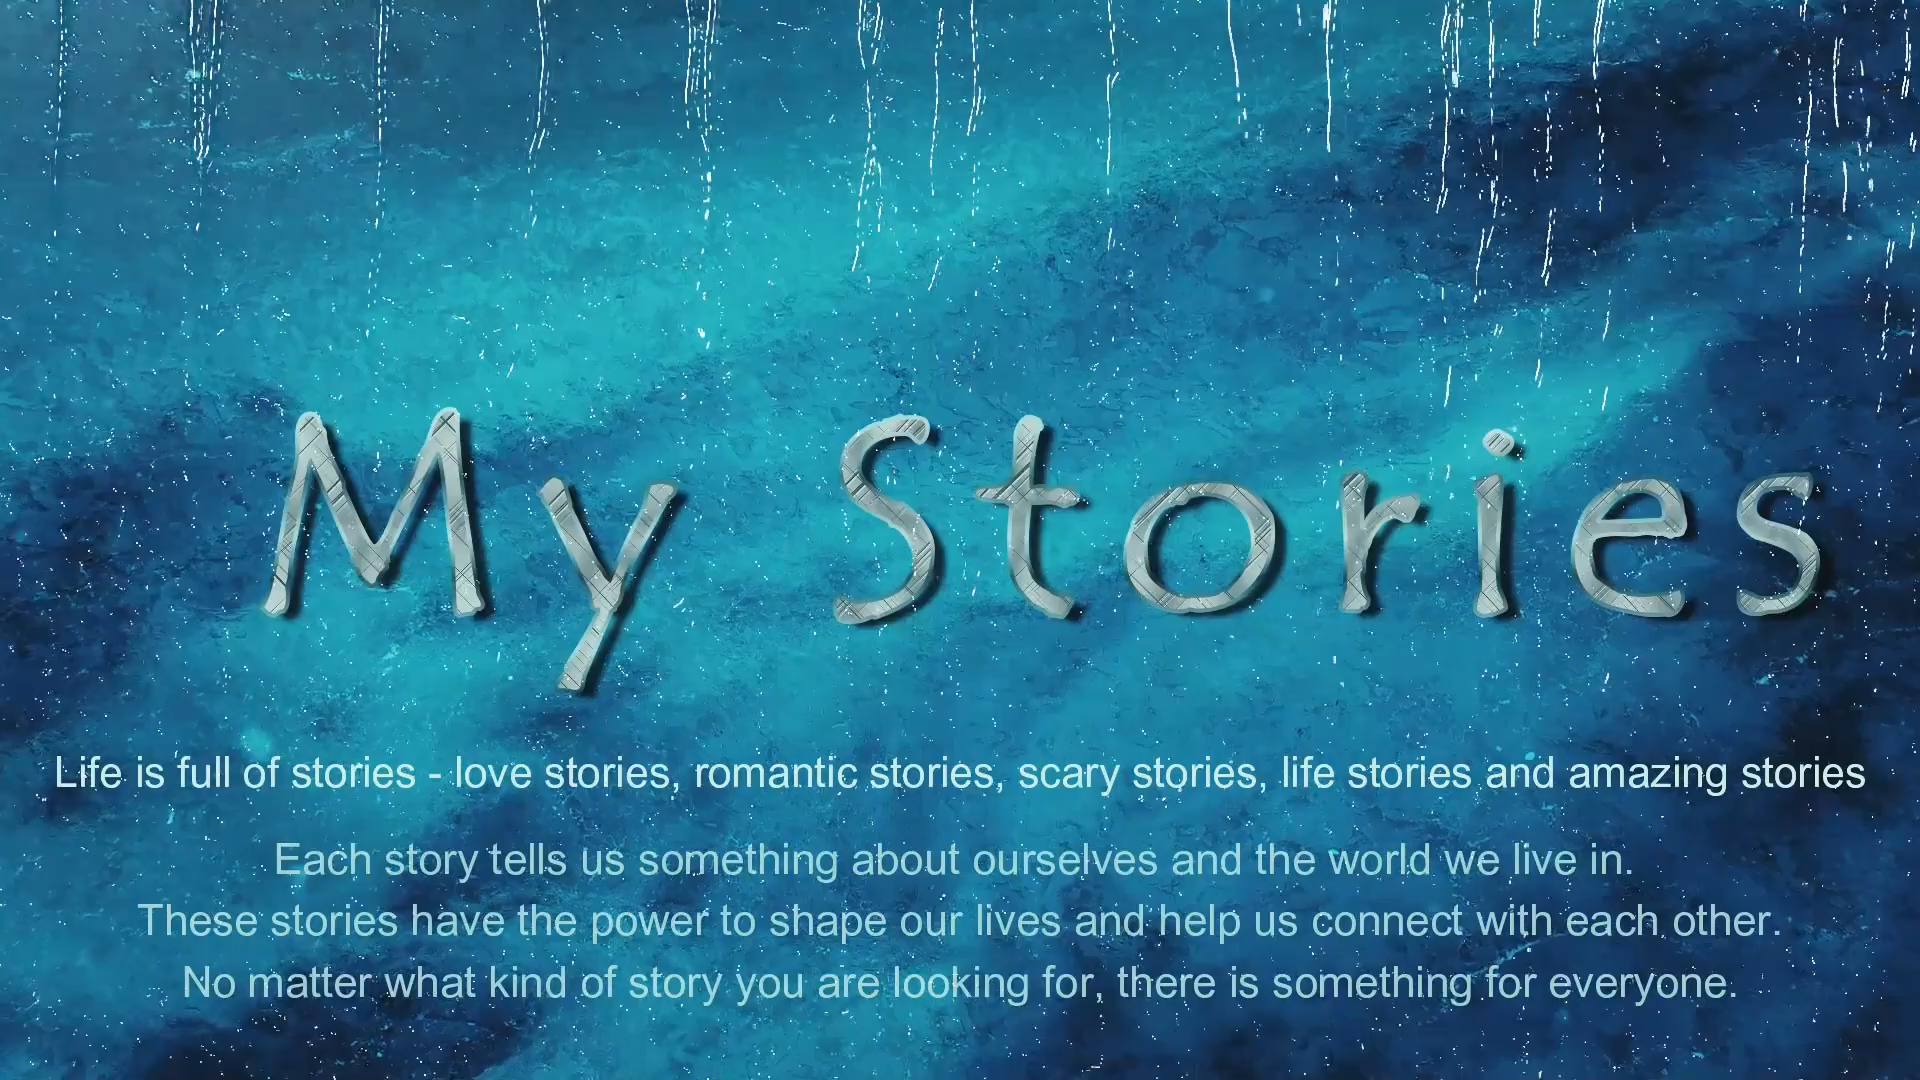 My Stories
Life is full of stories - love stories, romantic stories, scary stories, life stories and amazing stories
Each story tells us something about ourselves and the world we live in.
These stories have the power to shape our lives and help us connect with each other.
No matter what kind of story you are looking for, there is something for everyone.